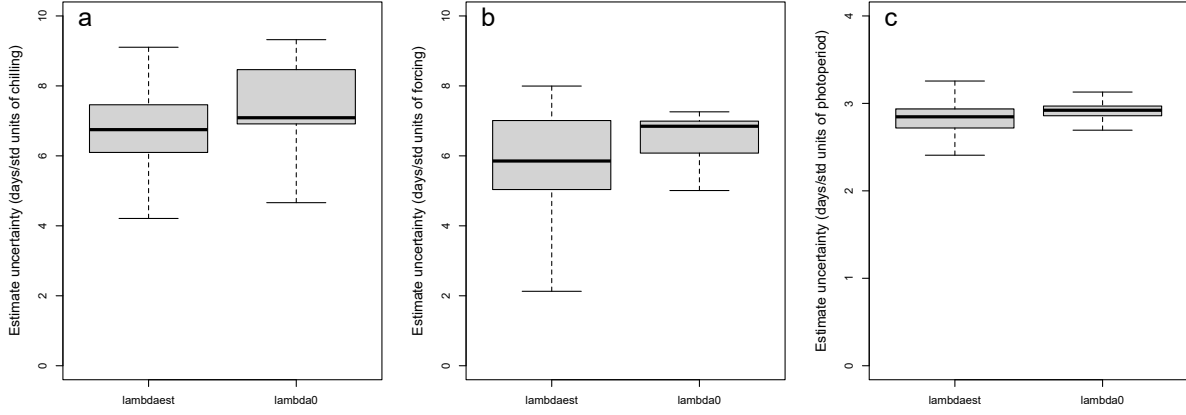 a
Estimate uncertainty (days/std units of chilling)
10
8
6
4
2
0
lambdaest
lambda0
b
Estimate uncertainty (days/std units of forcing)
10
8
6
4
2
0
lambdaest
lambda0
c
Estimate uncertainty (days/std units of photoperiod)
4
3
2
1
0
lambdaest
lambda0